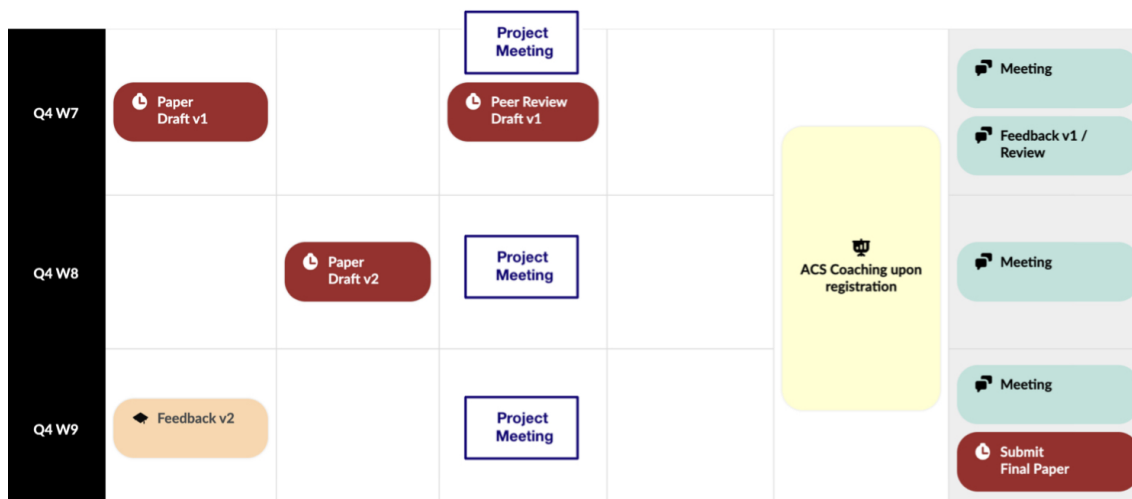 Project
Meeting
Q4 W7
Paper
Draft v1
Peer Review
Draft v1
Meeting
Feedback v1 /
Review
Q4 W8
Paper
Draft v2
Project
Meeting
ACS Coaching upon
registration
Meeting
Q4 W9
Feedback v2
Project
Meeting
Meeting
Submit
Final Paper